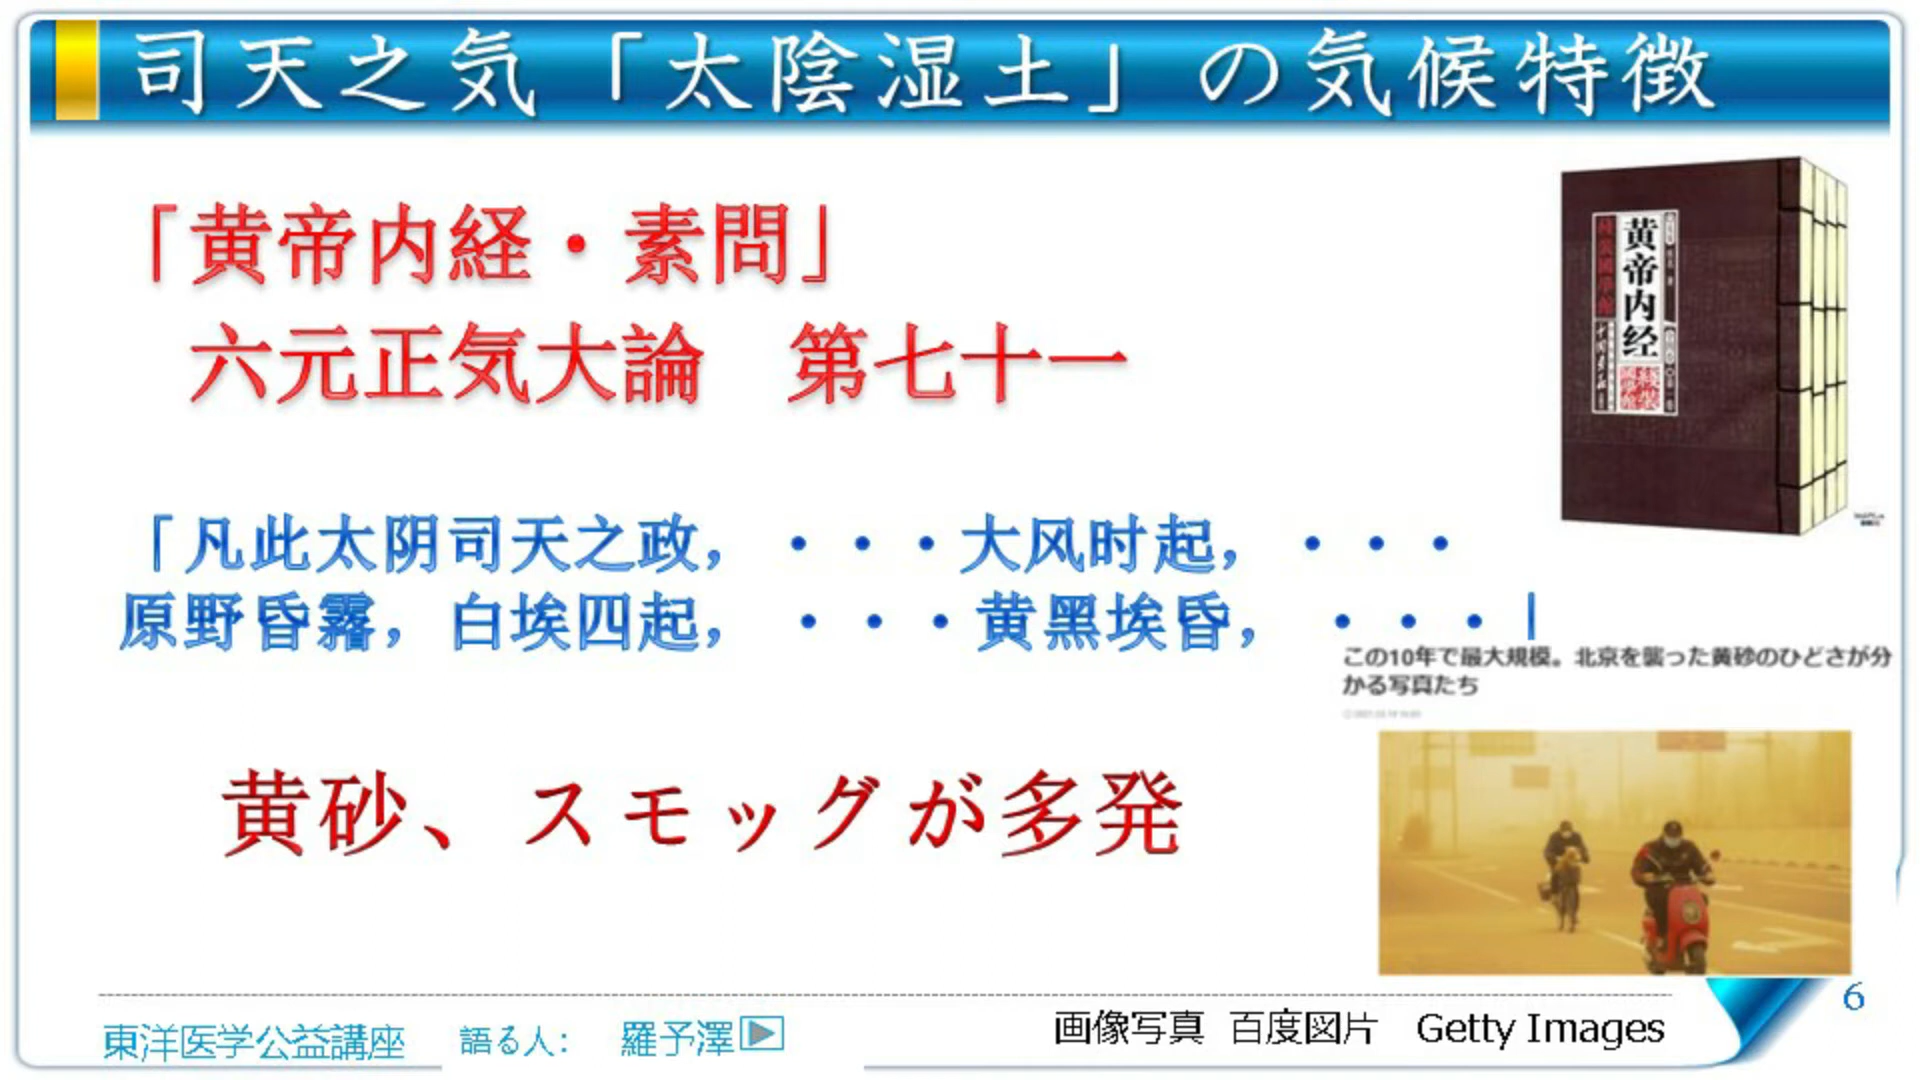 司天之気「太陰湿土」の気候特徴
「黄帝内経・素問」
六元正気大論　第七十一
黄帝内经
「凡此太阴司天之政，・・・大风时起，・・・
原野昏霿，白埃四起，・・・黄黑埃昏，・・・」
この10年で最大規模。北京を襲った黄砂のひどさが分
かる写真たち
黄砂、スモッグが多発
東洋医学公益講座　語る人：　羅予澤
画像写真 百度図片　Getty Images
6